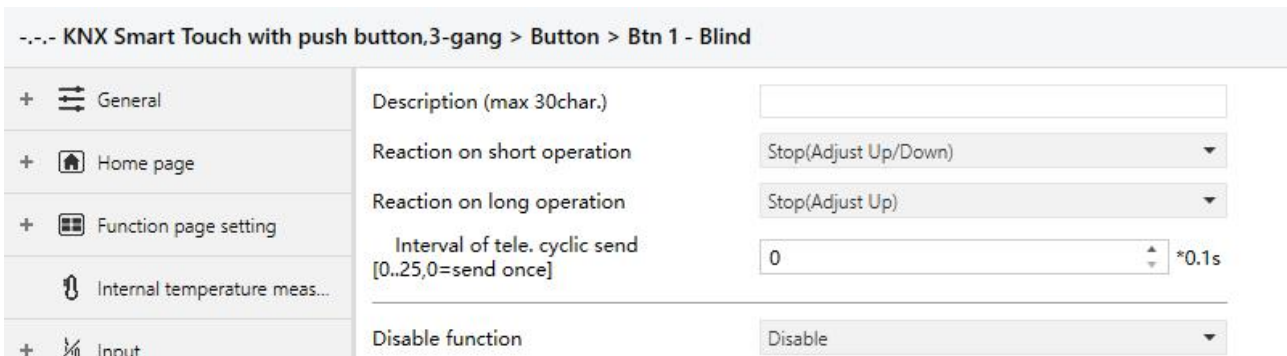 -.-.- KNX Smart Touch with push button,3-gang > Button > Btn 1 - Blind
+ General
+ Home page
+ Function page setting
Internal temperature meas...
+ Input
Description (max 30char.)
Reaction on short operation Stop(Adjust Up/Down)
Reaction on long operation Stop(Adjust Up)
Interval of tele. cyclic send
[0..25,0=send once] 0 *0.1s
Disable function Disable